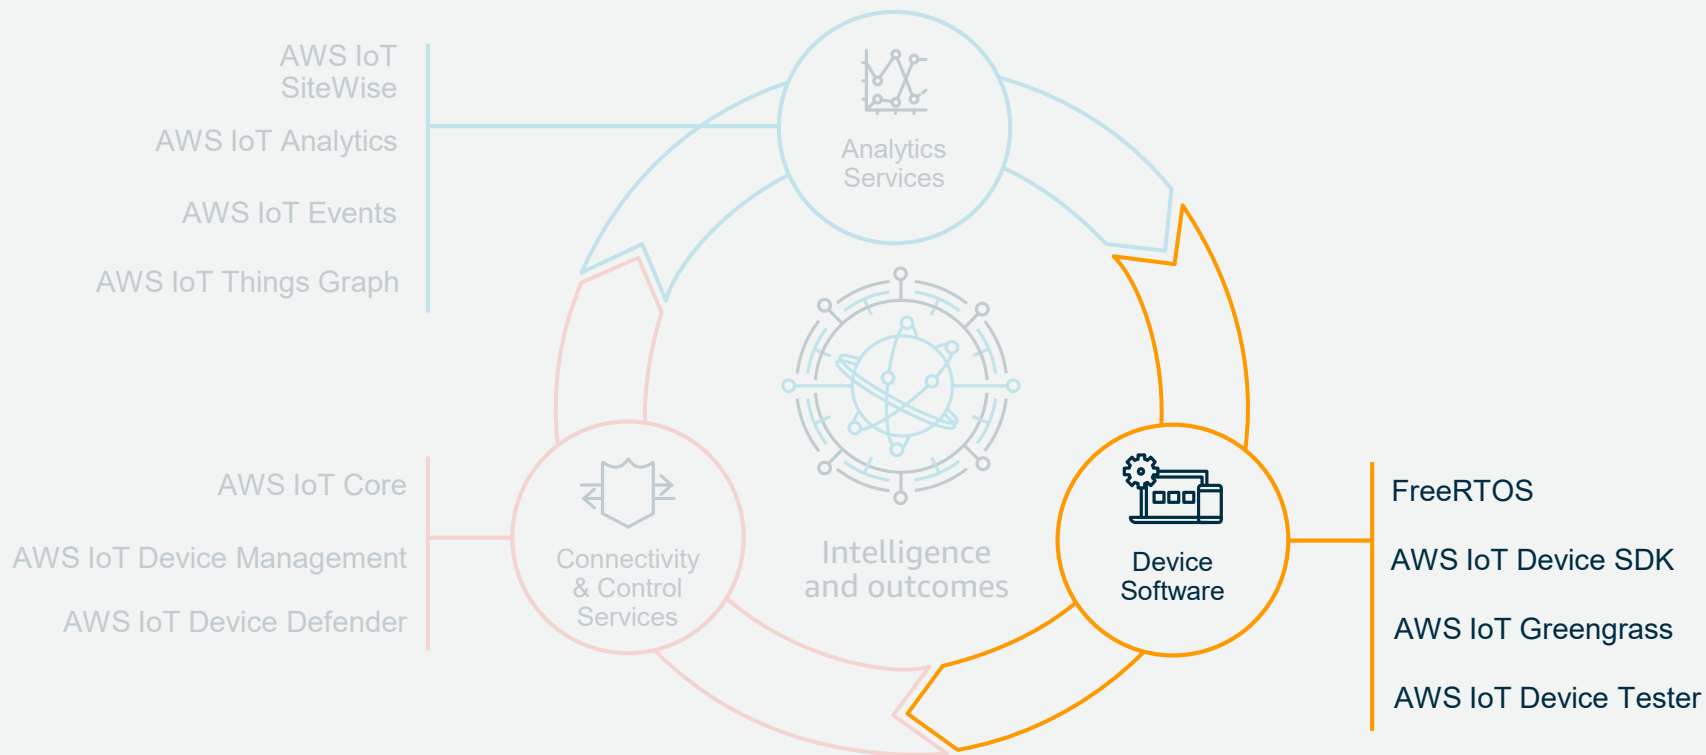 AWS IoT
SiteWise
AWS IoT Analytics
AWS IoT Events
AWS IoT Things Graph
Analytics
Services
AWS IoT Core
AWS IoT Device Management
AWS IoT Device Defender
Connectivity
& Control
Services
Intelligence
and outcomes
Device
Software
FreeRTOS
AWS IoT Device SDK
AWS IoT Greengrass
AWS IoT Device Tester